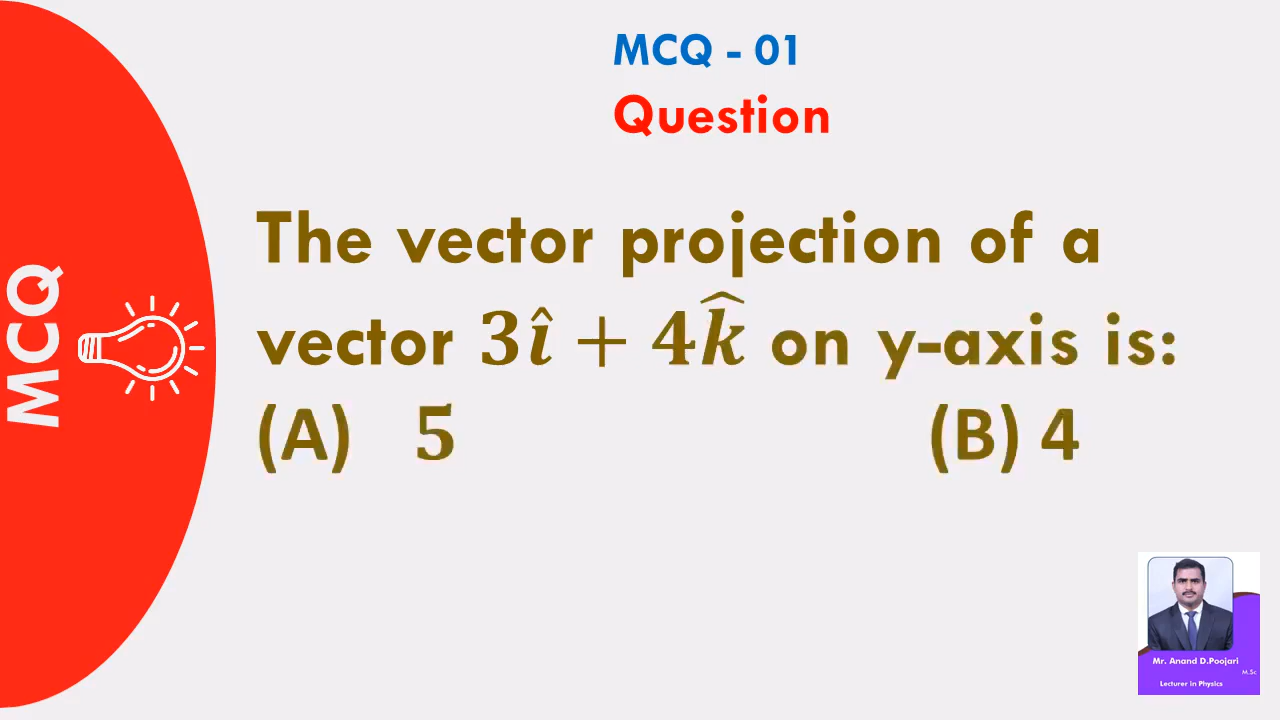 MCQ - 01
Question
MCQ
The vector projection of a
vector 3î + 4k̂ on y-axis is:
(A) 5 (B) 4
Mr. Anand D.Poojari
M.Sc
Lecturer in Physics